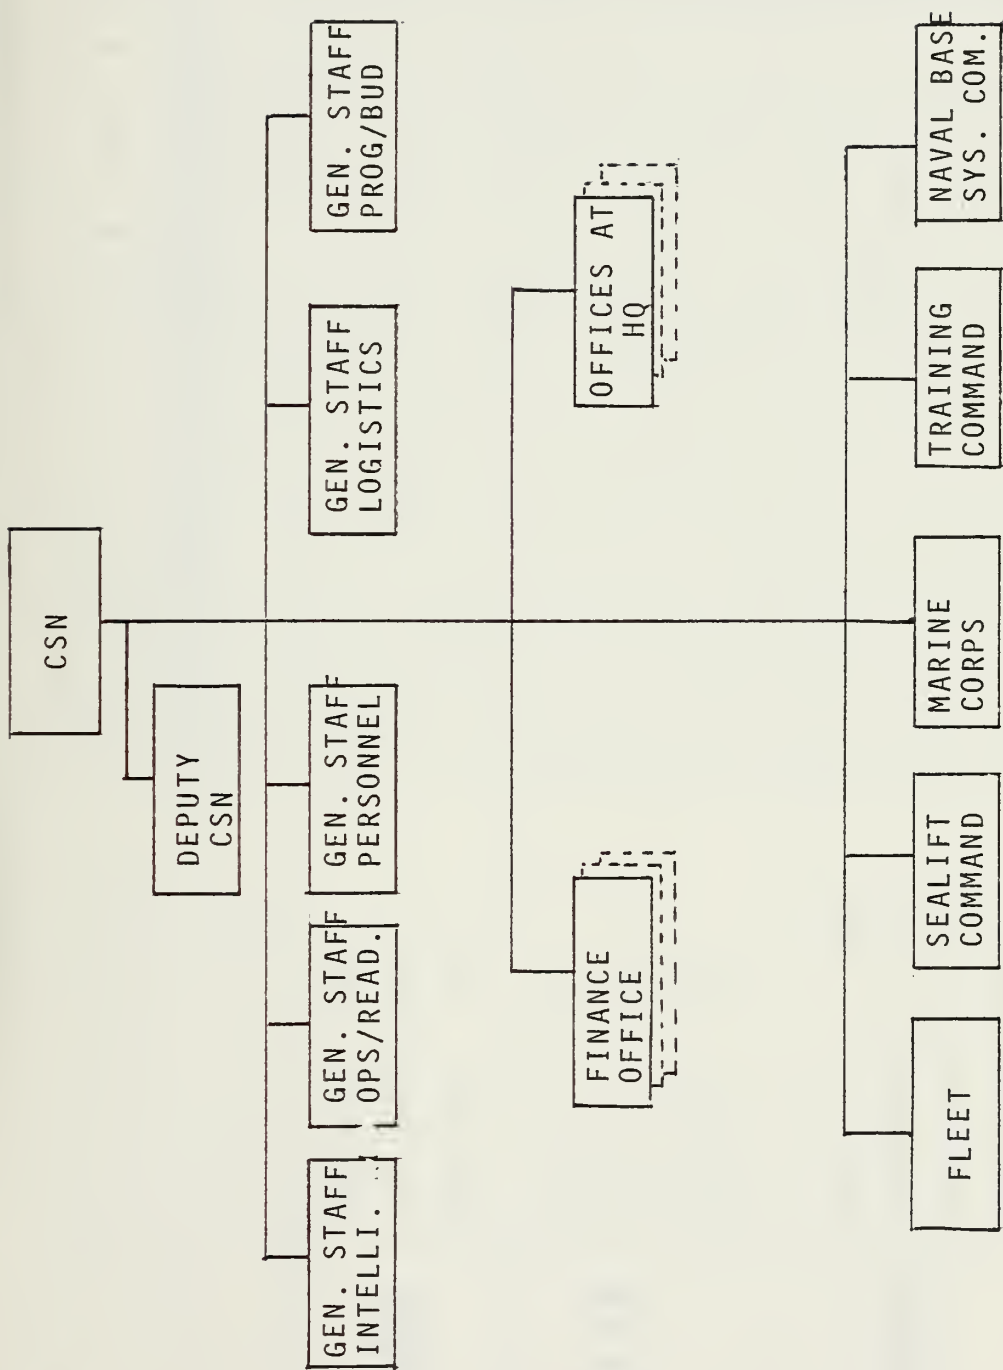 CSN
DEPUTY
CSN
GEN. STAFF
INTELLI.
GEN. STAFF
OPS/READ.
GEN. STAFF
PERSONNEL
GEN. STAFF
LOGISTICS
GEN. STAFF
PROG/BUD
FINANCE
OFFICE
OFFICES AT
HQ
FLEET
SEALIFT
COMMAND
MARINE
CORPS
TRAINING
COMMAND
NAVAL BASE
SYS. COM.